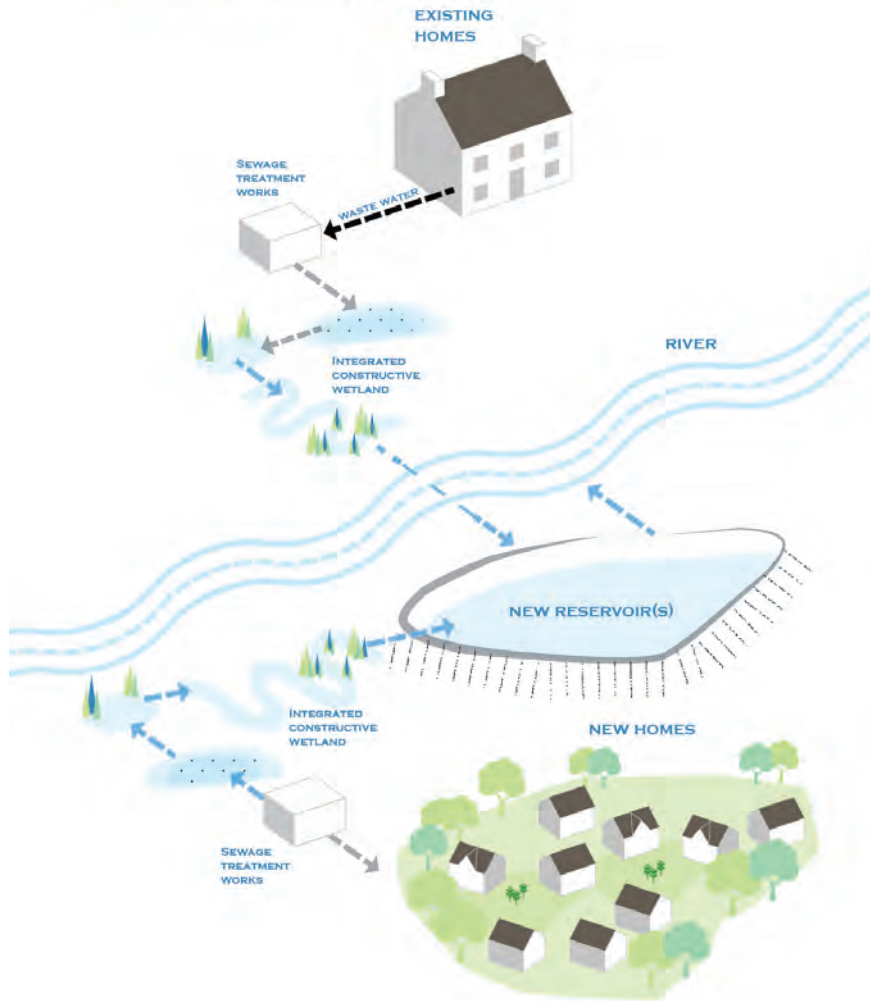 EXISTING
HOMES
SEWAGE
TREATMENT
WORKS
WASTE WATER
RIVER
INTEGRATED
CONSTRUCTIVE
WETLAND
NEW RESERVOIR(S)
INTEGRATED
CONSTRUCTIVE
WETLAND
NEW HOMES
SEWAGE
TREATMENT
WORKS